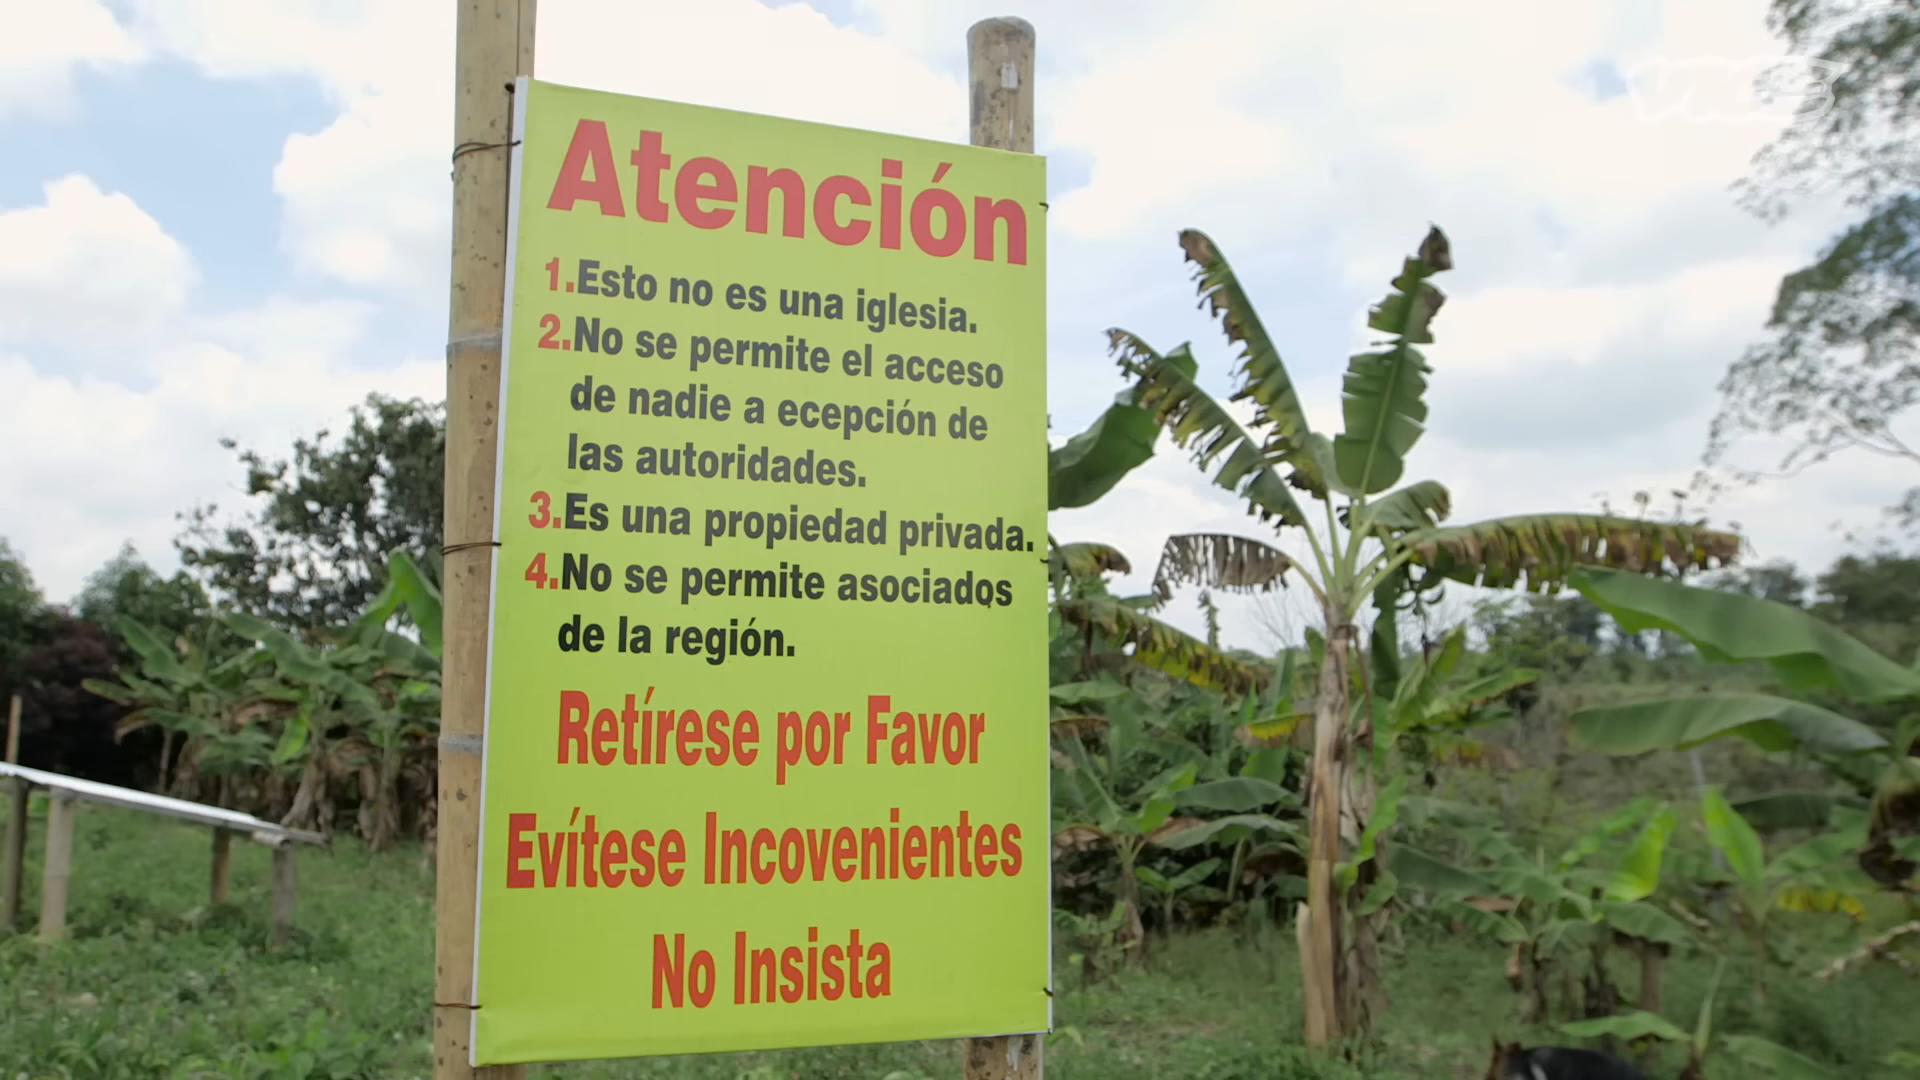 VICE
Atención
1.Esto no es una iglesia.
2.No se permite el acceso
de nadie a ecepción de
las autoridades.
3.Es una propiedad privada.
4.No se permite asociados
de la región.
Retírese por Favor
Evítese Incovenientes
No Insista